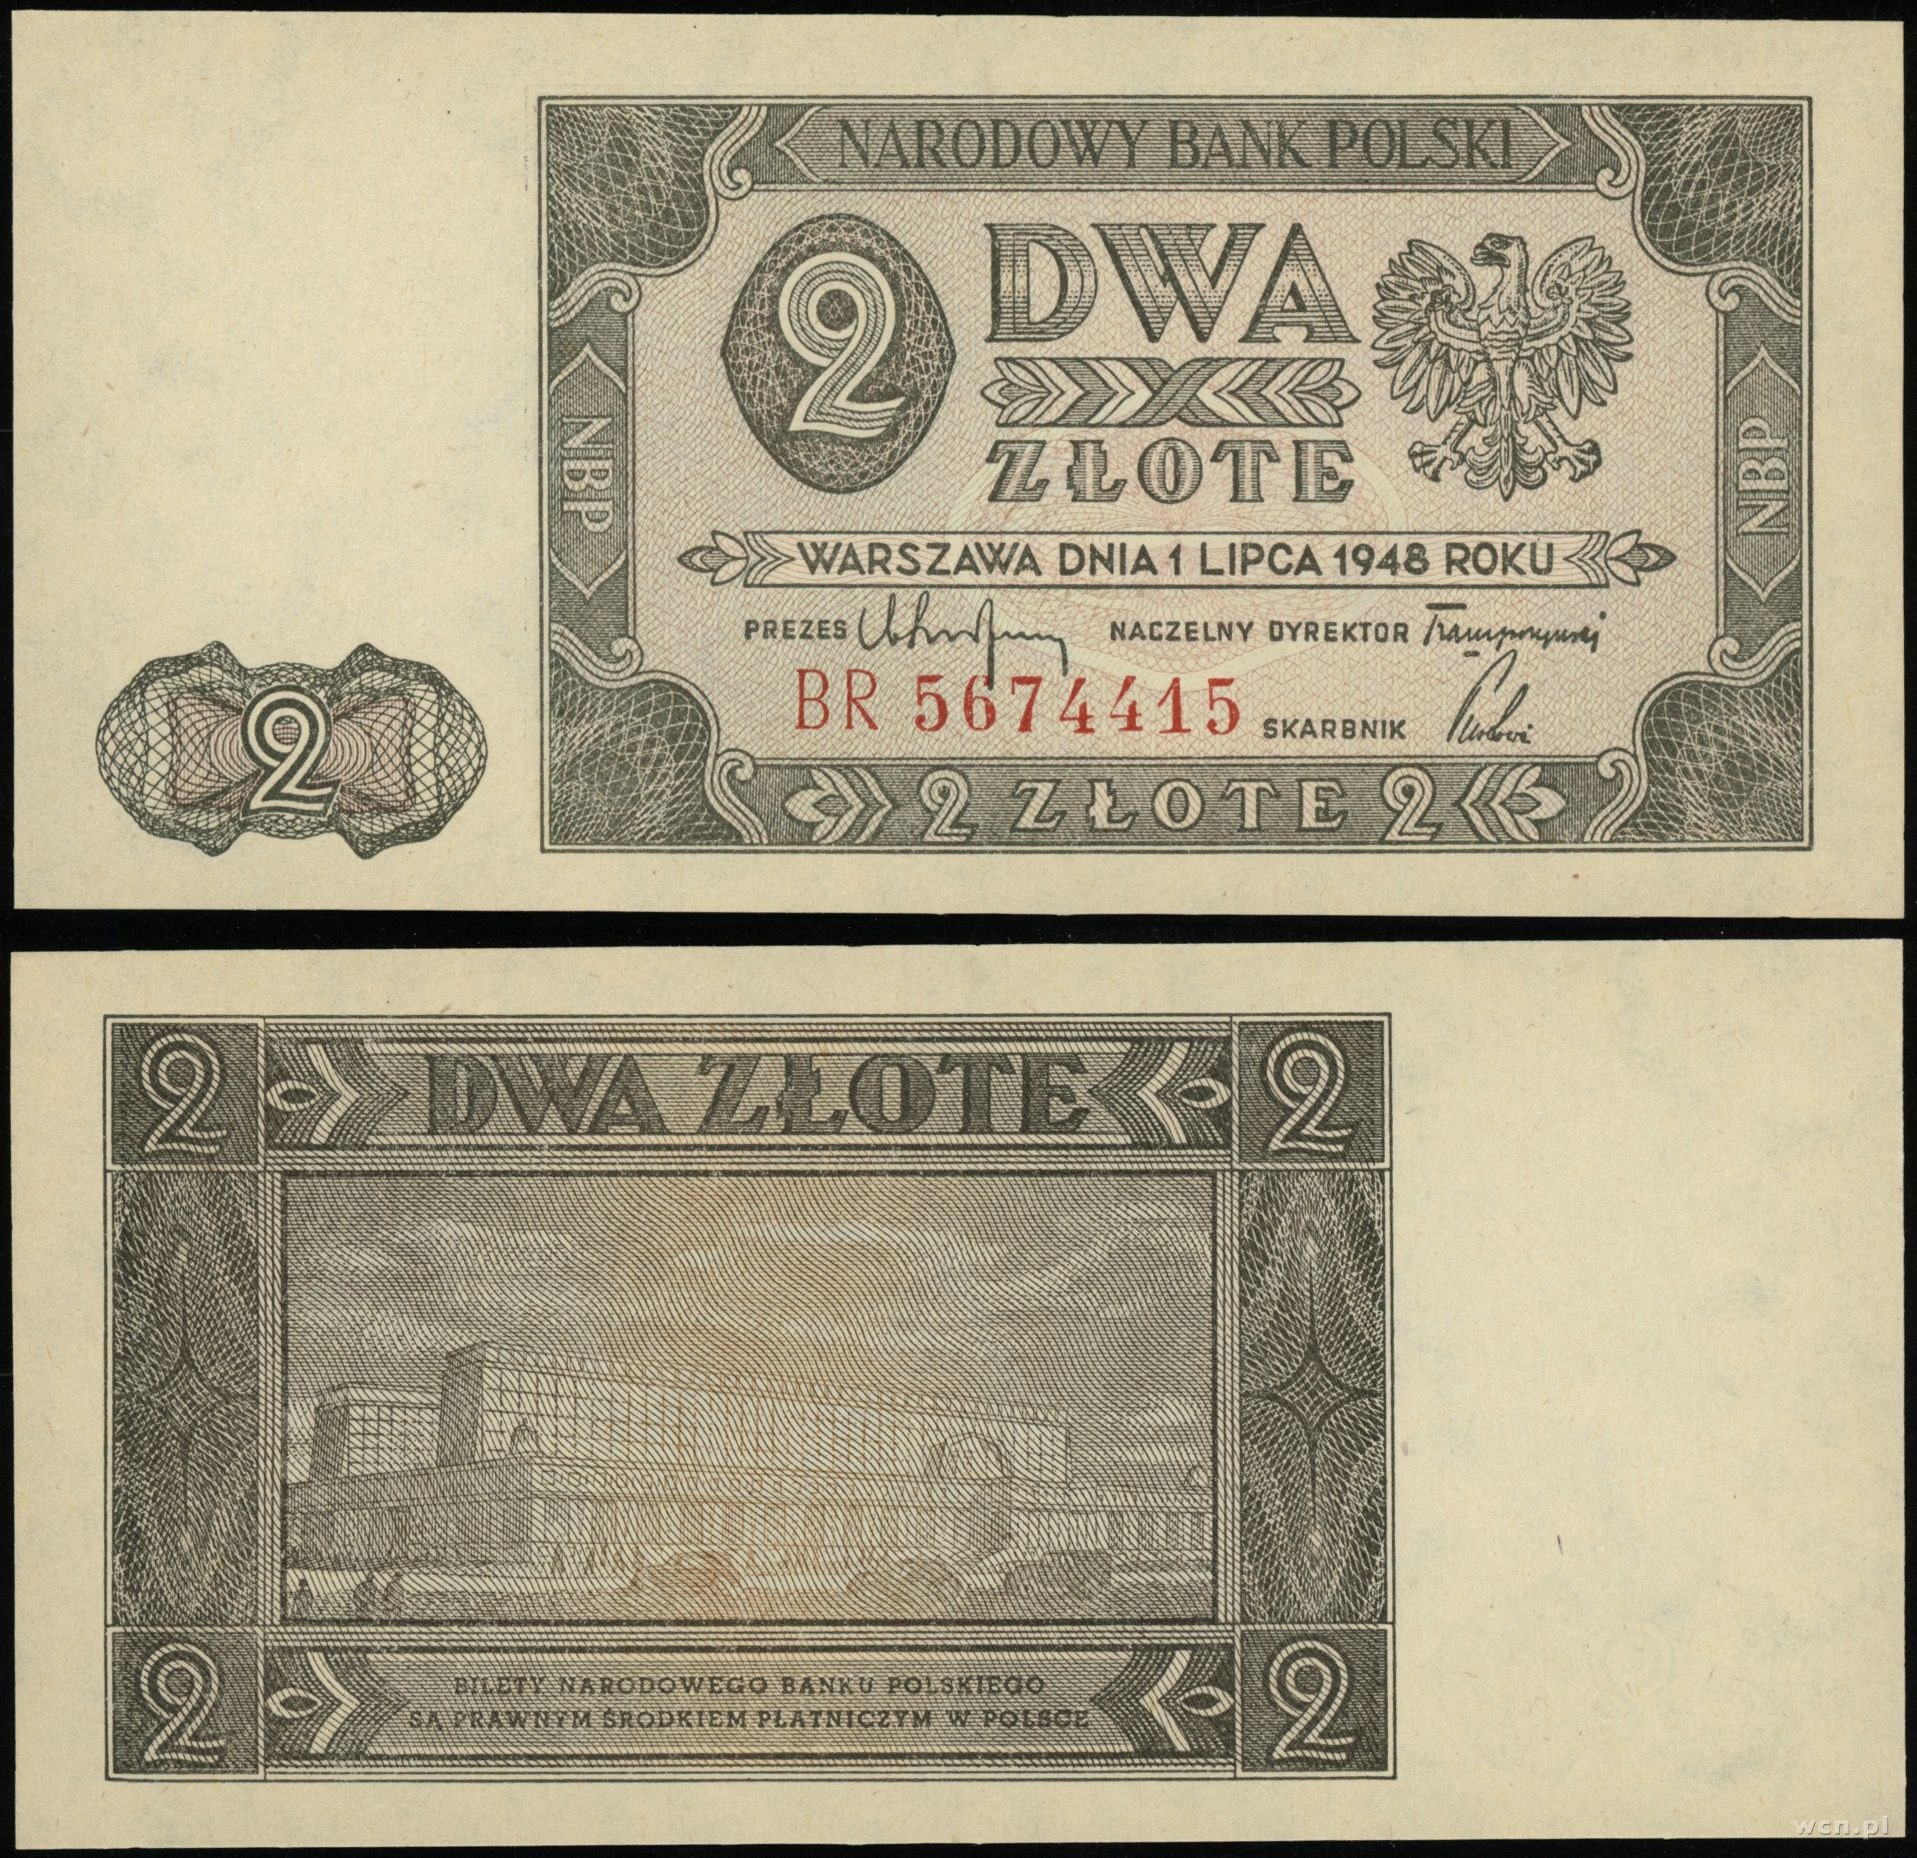 NARODOWY BANK POLSKI
2 DWA
ZŁOTE
NBP
NBP
WARSZAWA DNIA 1 LIPCA 1948 ROKU
PREZES NACZELNY DYREKTOR
BR 5674415 SKARBNIK
2
2 ZŁOTE 2
2 DWA ZŁOTE 2
BILETY NARODOWEGO BANKU POLSKIEGO
SĄ PRAWNYM ŚRODKIEM PŁATNICZYM W POLSCE
2 2
wcn.pl